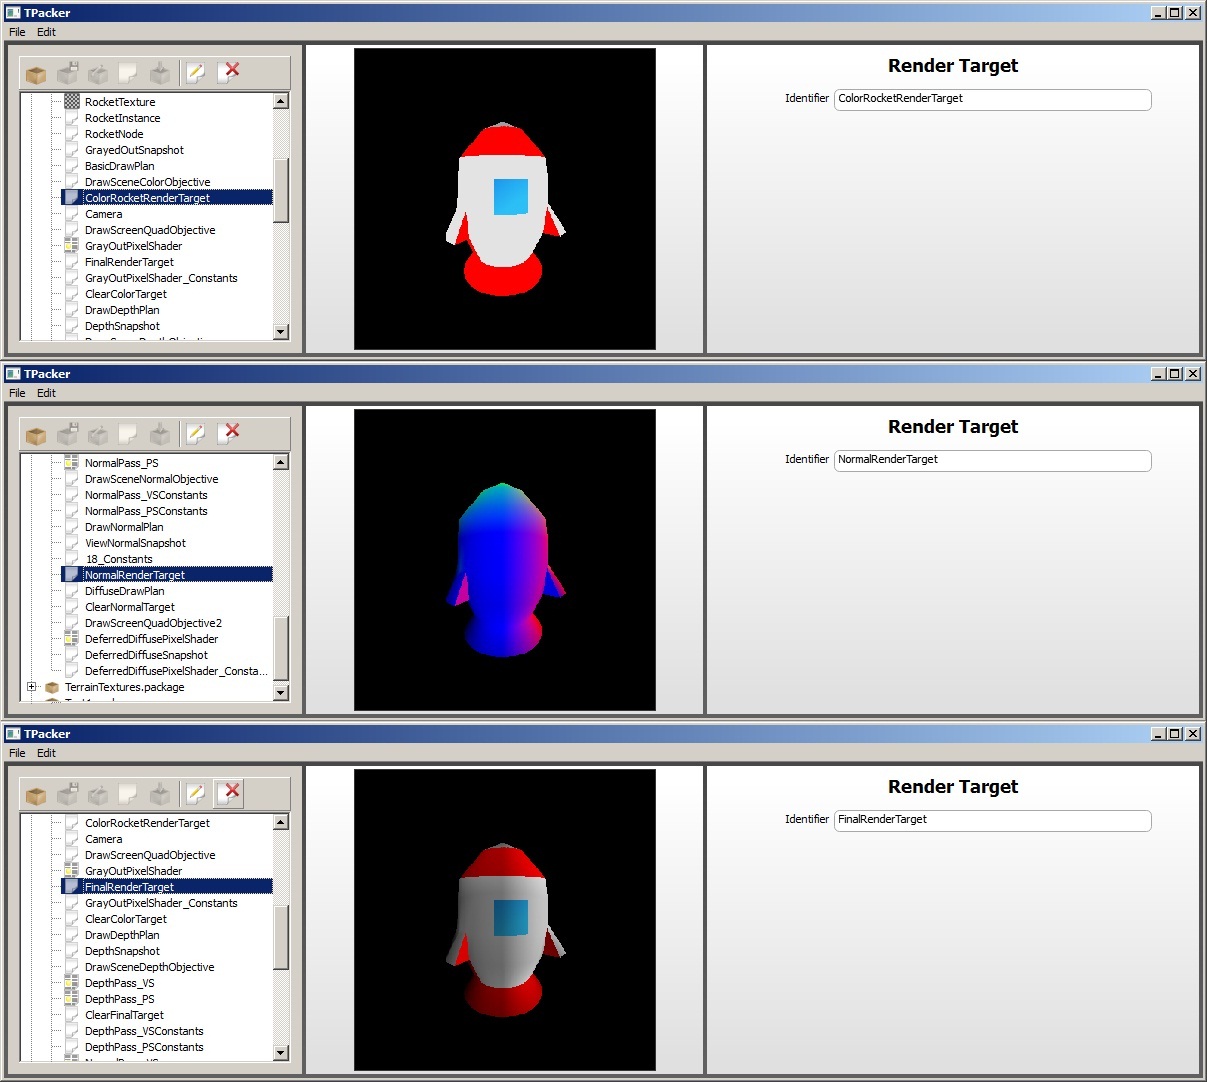 TPacker
File Edit
RocketTexture
RocketInstance
RocketNode
GrayedOutSnapshot
BasicDrawPlan
DrawSceneColorObjective
ColorRocketRenderTarget
Camera
DrawScreenQuadObjective
GrayOutPixelShader
FinalRenderTarget
GrayOutPixelShader_Constants
ClearColorTarget
DrawDepthPlan
DepthSnapshot
Render Target
Identifier ColorRocketRenderTarget
TPacker
File Edit
NormalPass_PS
DrawSceneNormalObjective
NormalPass_VSConstants
NormalPass_PSConstants
DrawNormalPlan
ViewNormalSnapshot
18_Constants
NormalRenderTarget
DiffuseDrawPlan
ClearNormalTarget
DrawScreenQuadObjective2
DeferredDiffusePixelShader
DeferredDiffuseSnapshot
DeferredDiffusePixelShader_Consta...
TerrainTextures.package
Render Target
Identifier NormalRenderTarget
TPacker
File Edit
ColorRocketRenderTarget
Camera
DrawScreenQuadObjective
GrayOutPixelShader
FinalRenderTarget
GrayOutPixelShader_Constants
ClearColorTarget
DrawDepthPlan
DepthSnapshot
DrawSceneDepthObjective
DepthPass_VS
DepthPass_PS
ClearFinalTarget
DepthPass_VSConstants
DepthPass_PSConstants
Render Target
Identifier FinalRenderTarget